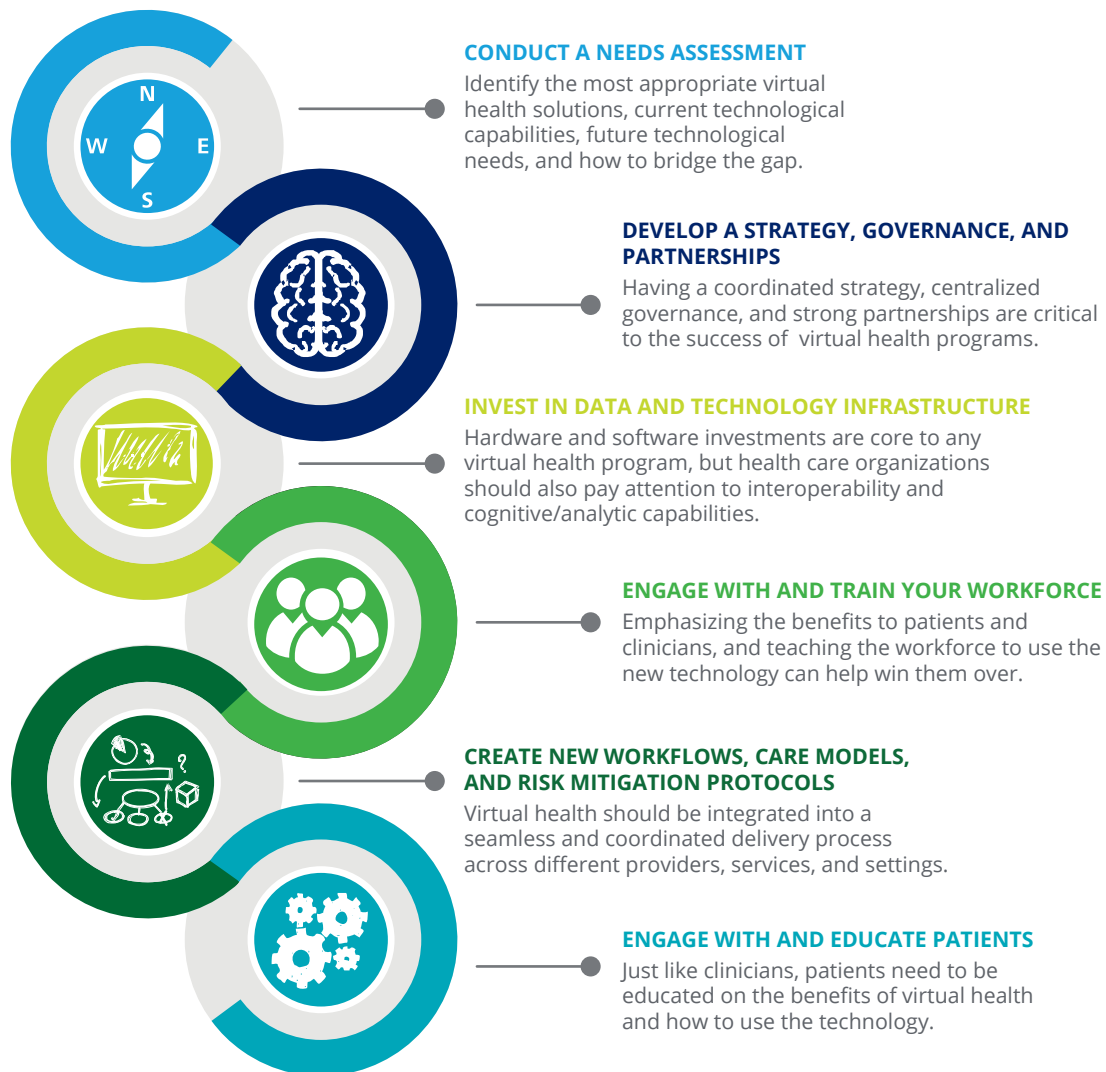 N
W
E
S
CONDUCT A NEEDS ASSESSMENT
Identify the most appropriate virtual
health solutions, current technological
capabilities, future technological
needs, and how to bridge the gap.
DEVELOP A STRATEGY, GOVERNANCE, AND
PARTNERSHIPS
Having a coordinated strategy, centralized
governance, and strong partnerships are critical
to the success of  virtual health programs.
INVEST IN DATA AND TECHNOLOGY INFRASTRUCTURE
Hardware and software investments are core to any
virtual health program, but health care organizations
should also pay attention to interoperability and
cognitive/analytic capabilities.
ENGAGE WITH AND TRAIN YOUR WORKFORCE
Emphasizing the benefits to patients and
clinicians, and teaching the workforce to use the
new technology can help win them over.
?
CREATE NEW WORKFLOWS, CARE MODELS,
AND RISK MITIGATION PROTOCOLS
Virtual health should be integrated into a
seamless and coordinated delivery process
across different providers, services, and settings.
ENGAGE WITH AND EDUCATE PATIENTS
Just like clinicians, patients need to be
educated on the benefits of virtual health
and how to use the technology.